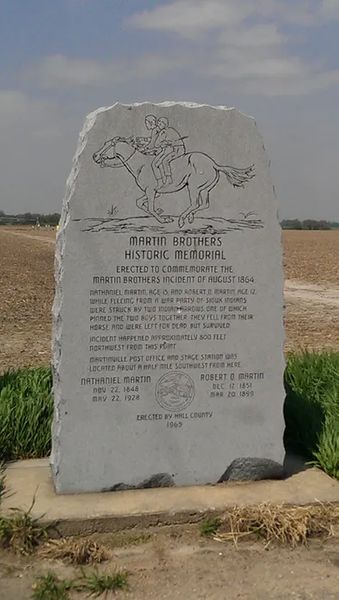 MARTIN BROTHERS
HISTORIC MEMORIAL
ERECTED TO COMMEMORATE THE
MARTIN BROTHERS INCIDENT OF AUGUST 1864
NATHANIEL MARTIN, AGE 15, AND ROBERT O. MARTIN, AGE 12,
WHILE FLEEING FROM A WAR PARTY OF SIOUX INDIANS
WERE STRUCK BY TWO INDIAN ARROWS ONE OF WHICH
PINNED THE TWO BOYS TOGETHER. THEY FELL FROM THEIR
HORSE AND WERE LEFT FOR DEAD, BUT SURVIVED.
INCIDENT HAPPENED APPROXIMATELY 800 FEET
NORTHWEST FROM THIS POINT.
MARTINVILLE POST OFFICE AND STAGE STATION WAS
LOCATED ABOUT A HALF MILE SOUTHWEST FROM HERE.
NATHANIEL MARTIN
NOV. 22, 1848
MAY 22, 1928
ROBERT O. MARTIN
DEC. 17, 1851
MAR. 20, 1899
ERECTED BY HALL COUNTY
1965